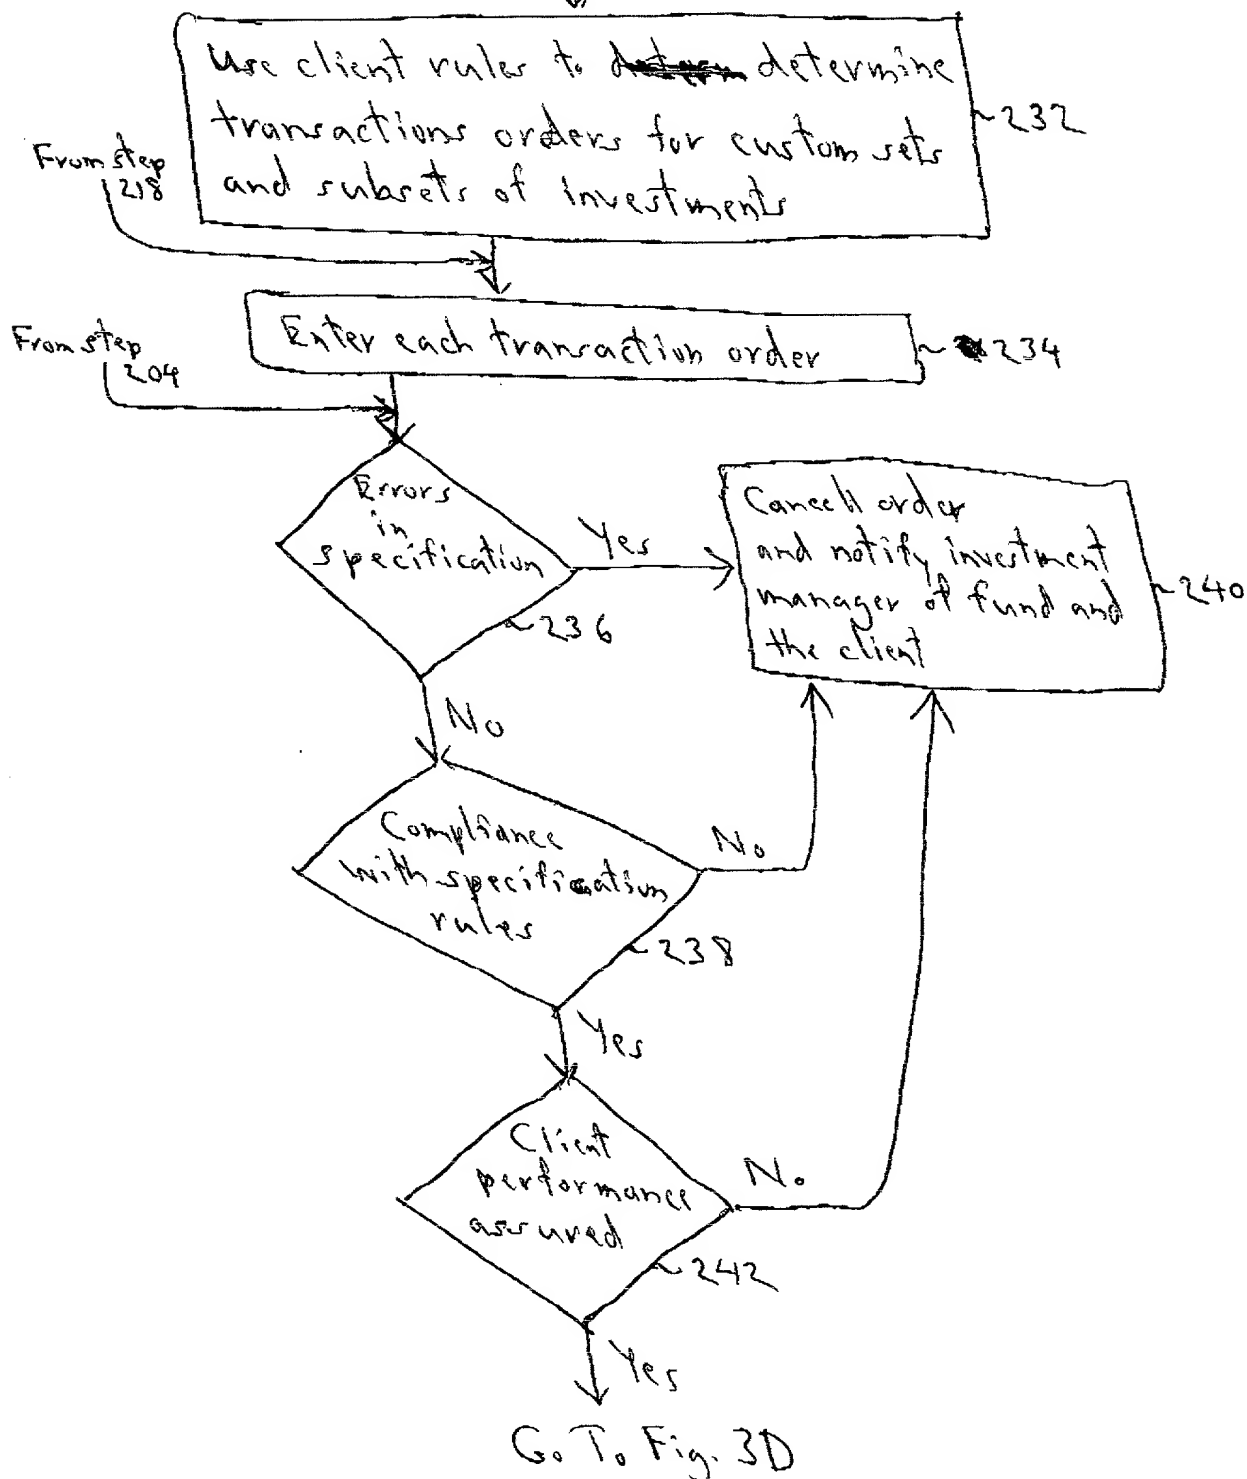 Use client rules to determine
transactions orders for custom sets
and subsets of investments
~232
From step
218
Enter each transaction order
~234
From step
204
Errors
in
specification
Yes
~236
Cancell order
and notify investment
manager of fund and
the client
~240
No
Compliance
with specification
rules
No
~238
Yes
Client
performance
assured
No
~242
Yes
Go To Fig. 3D